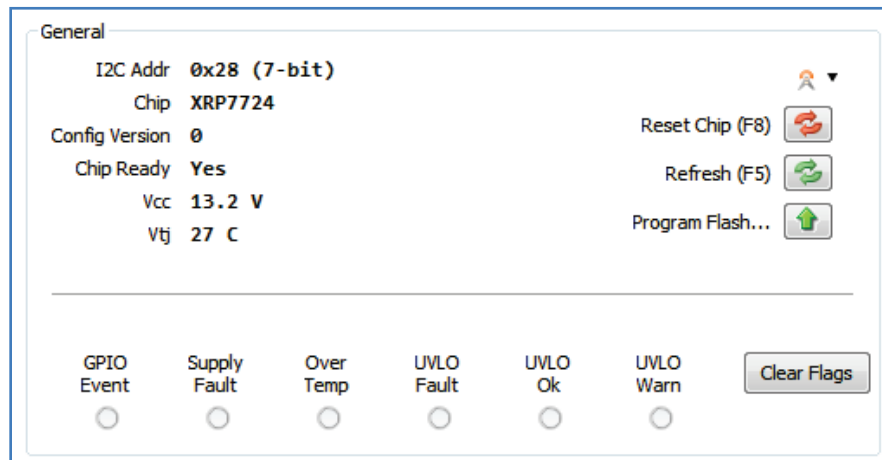 General
I2C Addr 0x28 (7-bit)
Chip XRP7724
Config Version 0
Chip Ready Yes
Vcc 13.2 V
Vtj 27 C
Reset Chip (F8)
Refresh (F5)
Program Flash...
GPIO Event
Supply Fault
Over Temp
UVLO Fault
UVLO Ok
UVLO Warn
Clear Flags